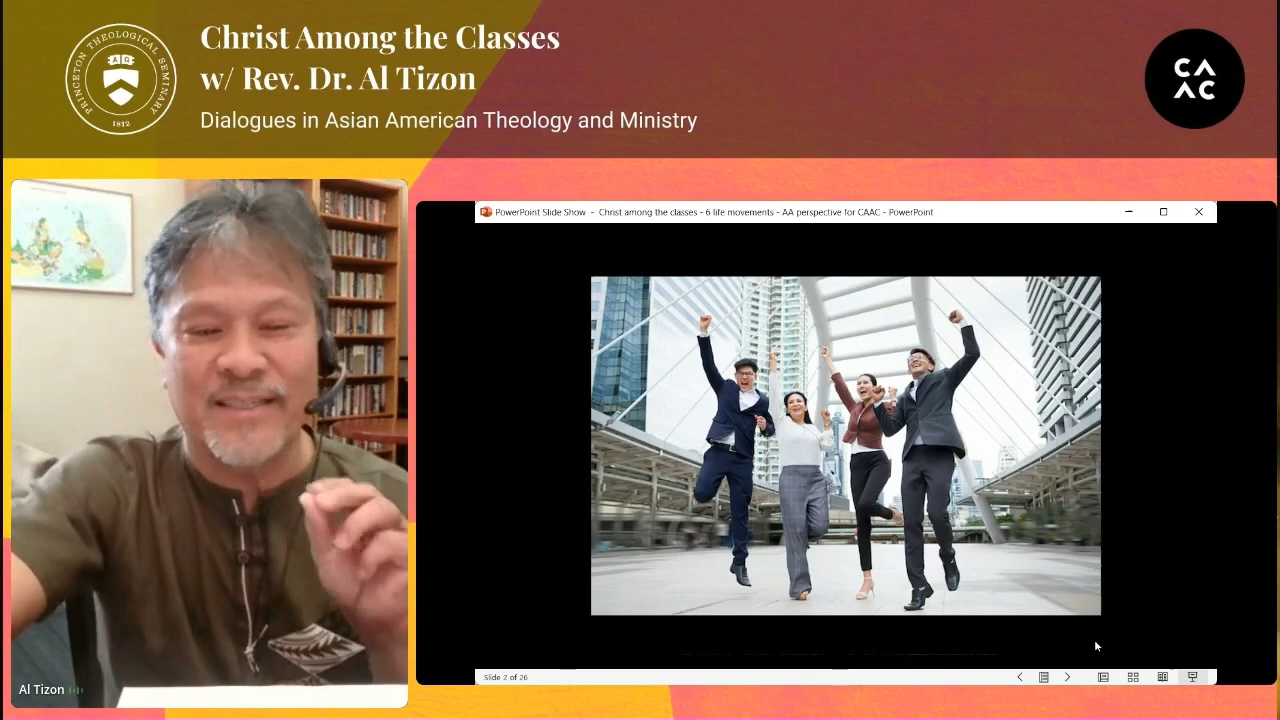 Christ Among the Classes
w/ Rev. Dr. Al Tizon
Dialogues in Asian American Theology and Ministry
PRINCETON THEOLOGICAL SEMINARY
1812
CA
AC
PowerPoint Slide Show - Christ among the classes - 6 life movements - AA perspective for CAAC - PowerPoint
Al Tizon
Slide 2 of 26